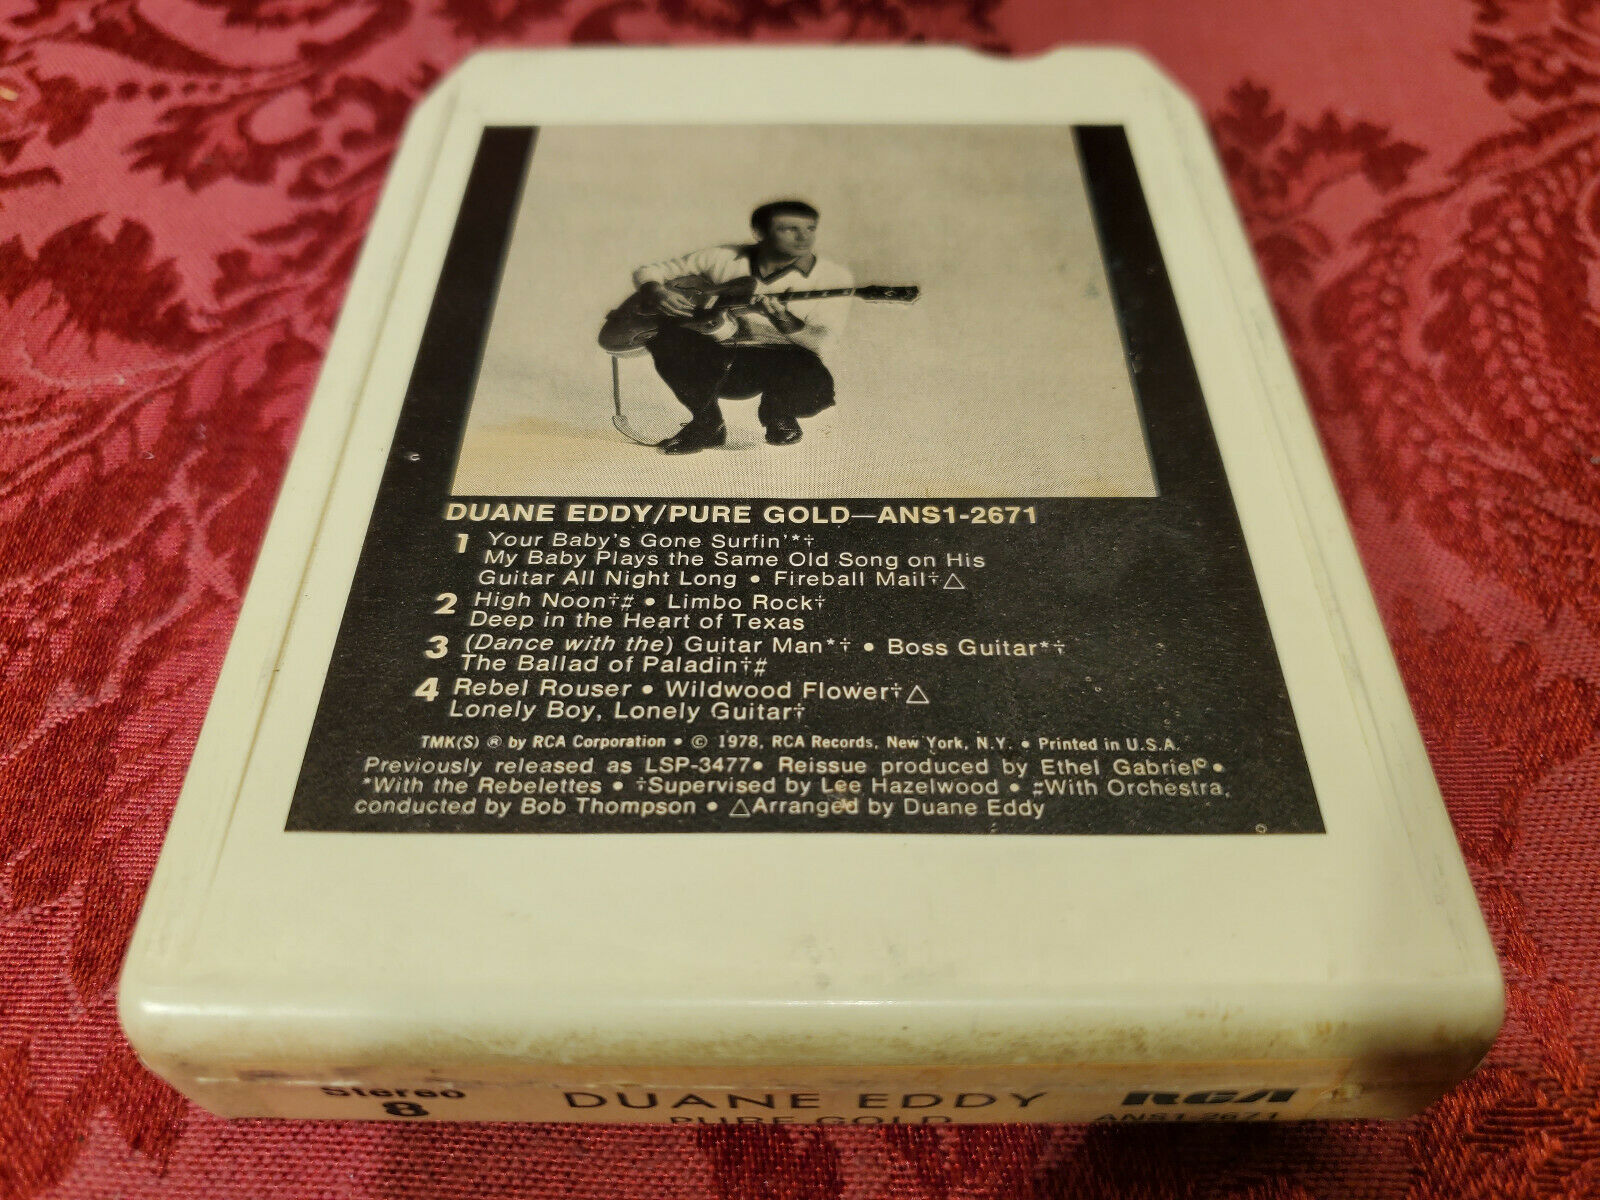 DUANE EDDY/PURE GOLD—ANS1-2671
1 Your Baby's Gone Surfin'*†
My Baby Plays the Same Old Song on His
Guitar All Night Long • Fireball Mail†△
2 High Noon†# • Limbo Rock†
Deep in the Heart of Texas
3 (Dance with the) Guitar Man*† • Boss Guitar*†
The Ballad of Paladin†#
4 Rebel Rouser • Wildwood Flower†△
Lonely Boy, Lonely Guitar†
TMK(S) ® by RCA Corporation • © 1978, RCA Records, New York, N.Y. • Printed in U.S.A.
Previously released as LSP-3477• Reissue produced by Ethel Gabriel •
*With the Rebelettes • †Supervised by Lee Hazelwood • #With Orchestra,
conducted by Bob Thompson • △Arranged by Duane Eddy
Stereo 8 DUANE EDDY RCA
PURE GOLD ANS1-2671